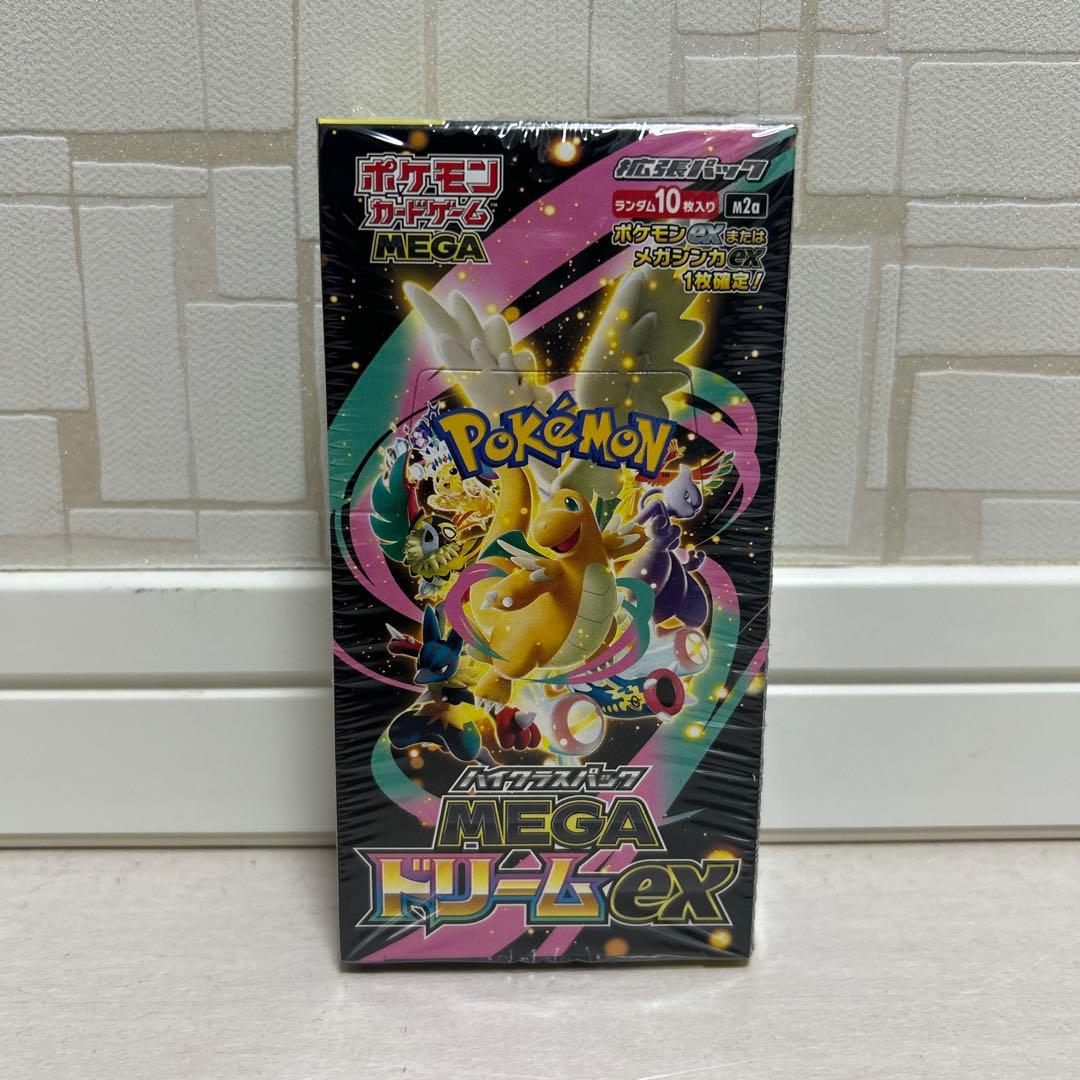 ポケモン
カードゲーム
MEGA
拡張パック
ランダム10枚入り M2a
ポケモンexまたは
メガシンカex
1枚確定!
POKÉMON
ハイクラスパック
MEGA
ドリームex